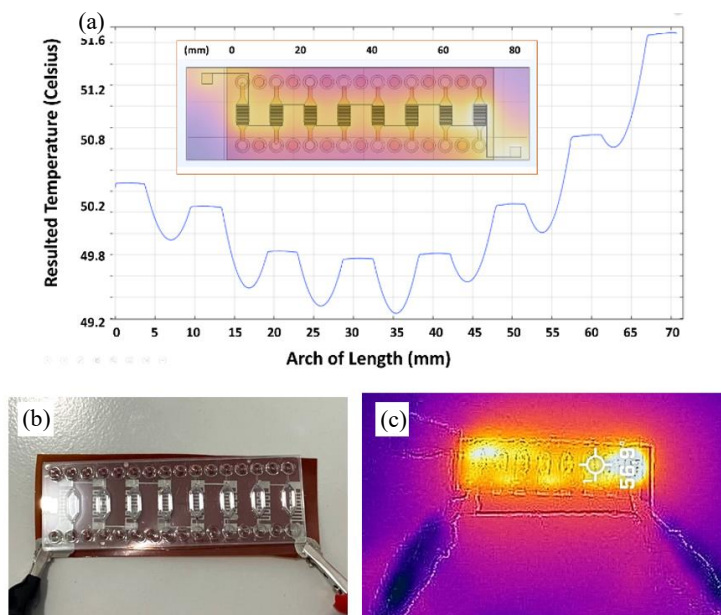 (a)
51.6
51.2
50.8
50.2
49.8
49.2
Resulted Temperature (Celsius)
(mm) 0 20 40 60 80
0 5 10 15 20 25 30 35 40 45 50 55 60 65 70
Arch of Length (mm)
(b)
(c)
56.9